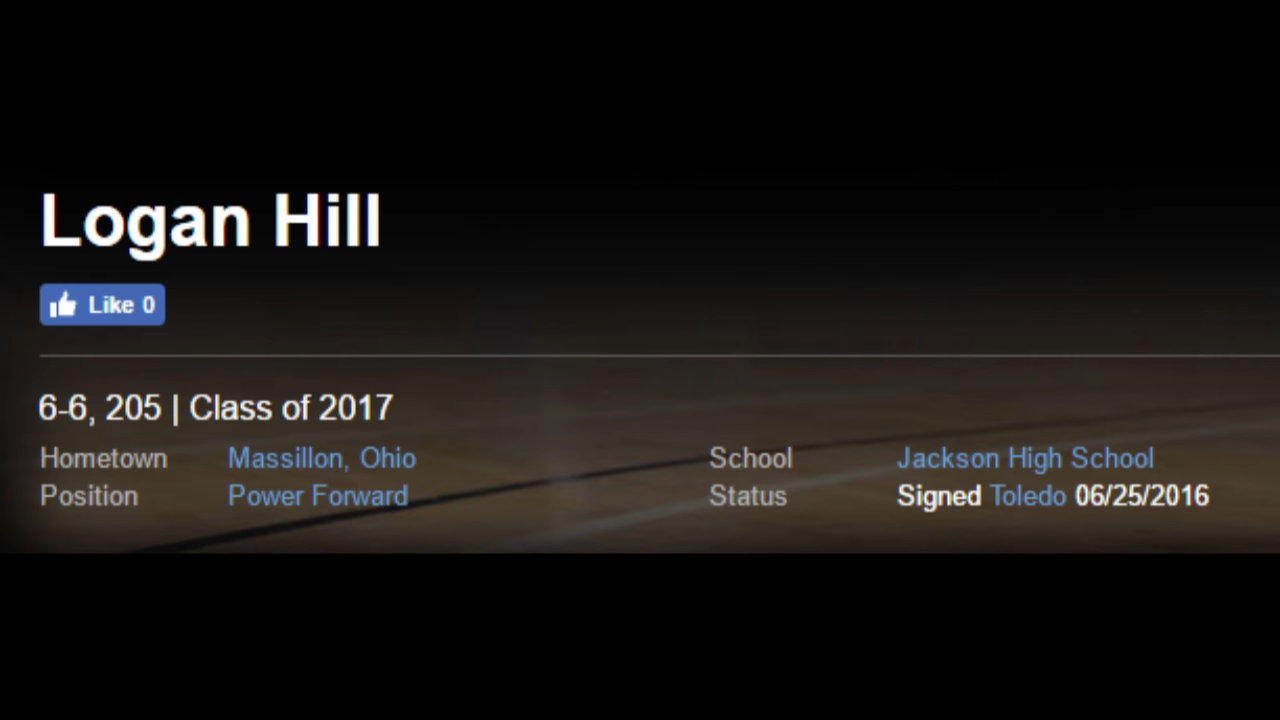 Logan Hill
Like 0
6-6, 205 | Class of 2017
Hometown Massillon, Ohio School Jackson High School
Position Power Forward Status Signed Toledo 06/25/2016